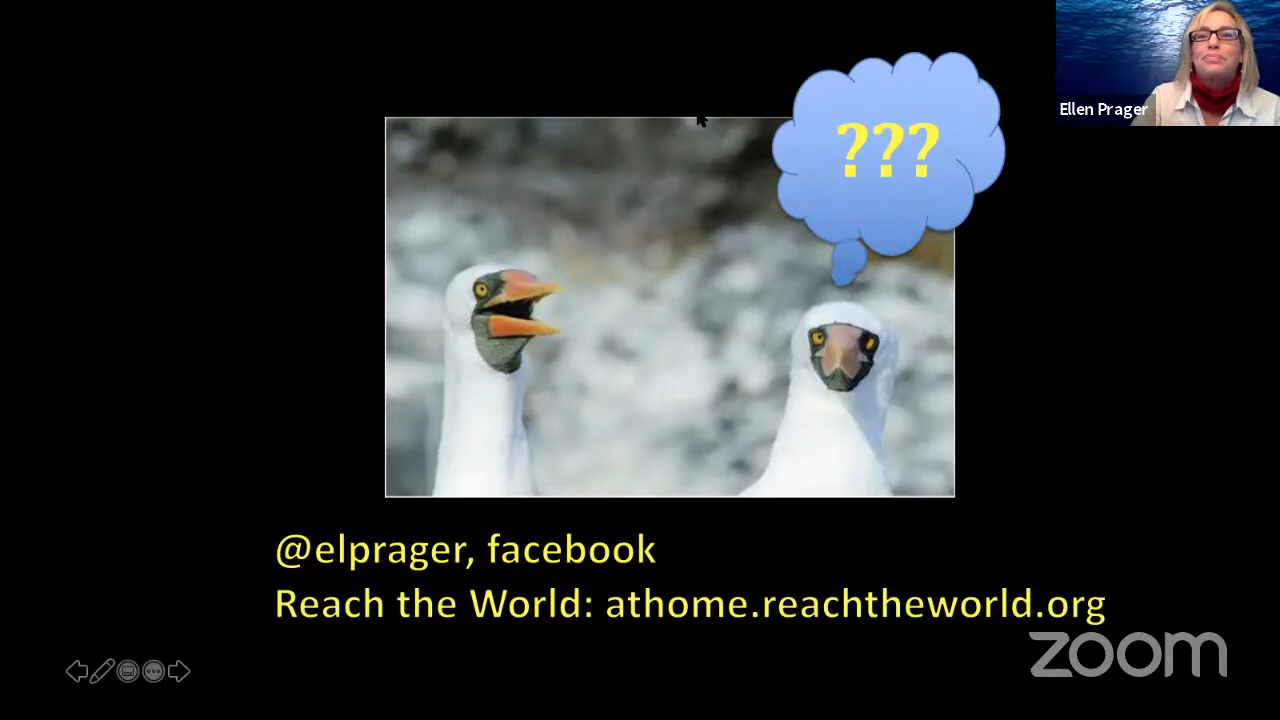 Ellen Prager
???
@elprager, facebook
Reach the World: athome.reachtheworld.org
zoom